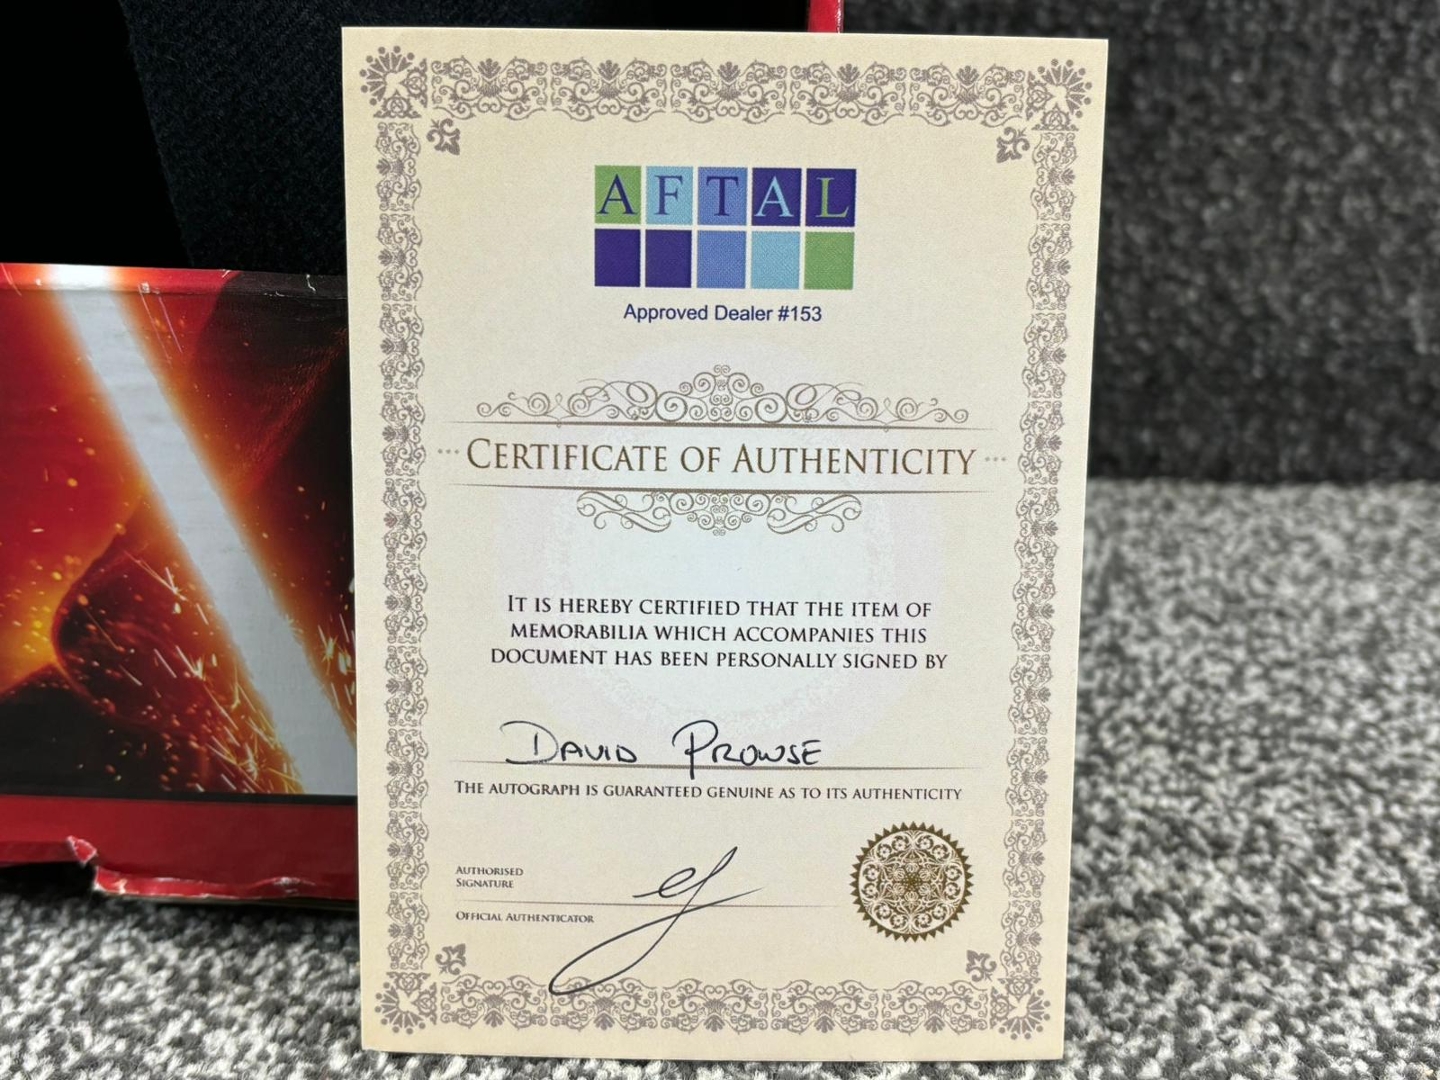 AFTAL
Approved Dealer #153
CERTIFICATE OF AUTHENTICITY
IT IS HEREBY CERTIFIED THAT THE ITEM OF
MEMORABILIA WHICH ACCOMPANIES THIS
DOCUMENT HAS BEEN PERSONALLY SIGNED BY
DAVID PROWSE
THE AUTOGRAPH IS GUARANTEED GENUINE AS TO ITS AUTHENTICITY
AUTHORISED
SIGNATURE
OFFICIAL AUTHENTICATOR